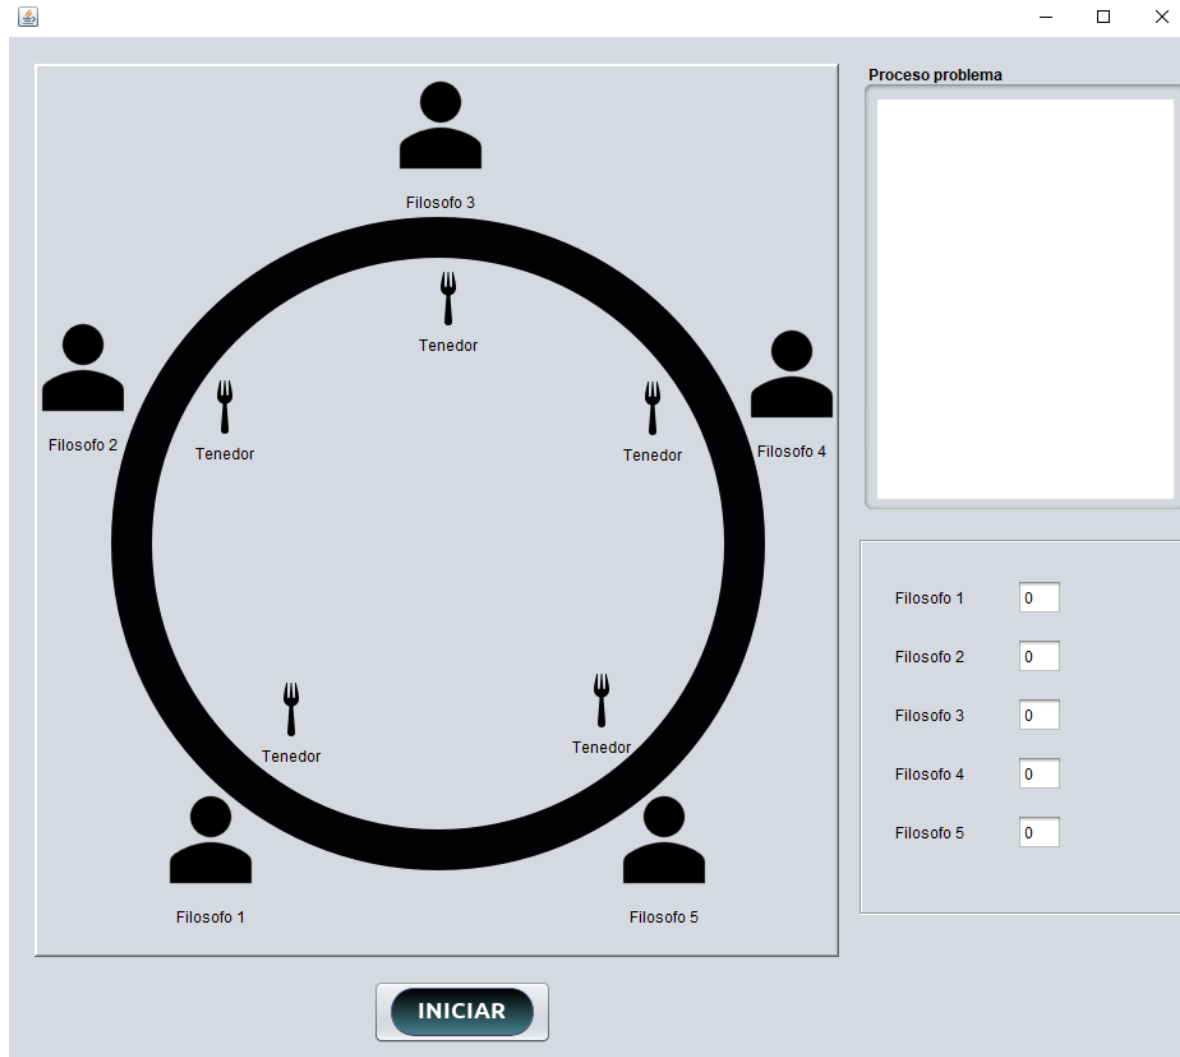 Proceso problema
Filosofo 3
Tenedor
Filosofo 2
Tenedor
Tenedor
Filosofo 4
Tenedor
Tenedor
Filosofo 1
Filosofo 5
Filosofo 1 0
Filosofo 2 0
Filosofo 3 0
Filosofo 4 0
Filosofo 5 0
INICIAR